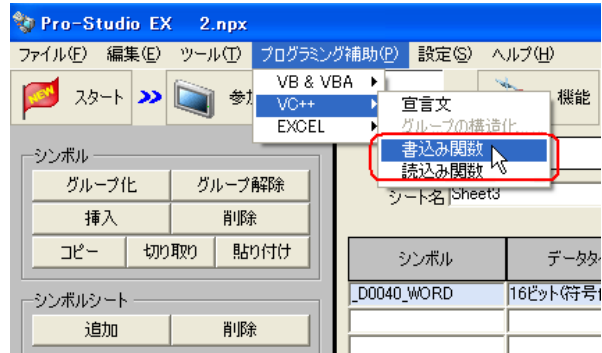 Pro-Studio EX 2.npx
ファイル(F) 編集(E) ツール(T) プログラミング補助(P) 設定(S) ヘルプ(H)
NEW スタート 機能
VB & VBA
VC++
EXCEL
宣言文
グループの構造化...
書込み関数
読込み関数
シート名 Sheet3
シンボル
グループ化 グループ解除
挿入 削除
コピー 切り取り 貼り付け
シンボルシート
追加 削除
シンボル データタ
_D0040_WORD 16ビット(符号